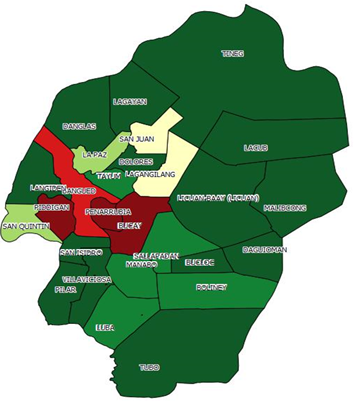 TINEG
LAGAYAN
DANGLAS
SAN JUAN
LACUB
LA PAZ
DOLORES
TAYUM
LAGANGILANG
LANGIDEN
BANGUED
LICUAN-BAAY (LICUAN)
MALIBCONG
PIDIGAN
PENARRUBIA
SAN QUINTIN
BUCAY
DAGUIOMAN
SAN ISIDRO
SALLAPADAN
BUCLOC
MANABO
VILLAVICIOSA
PILAR
BOLINEY
LUBA
TUBO